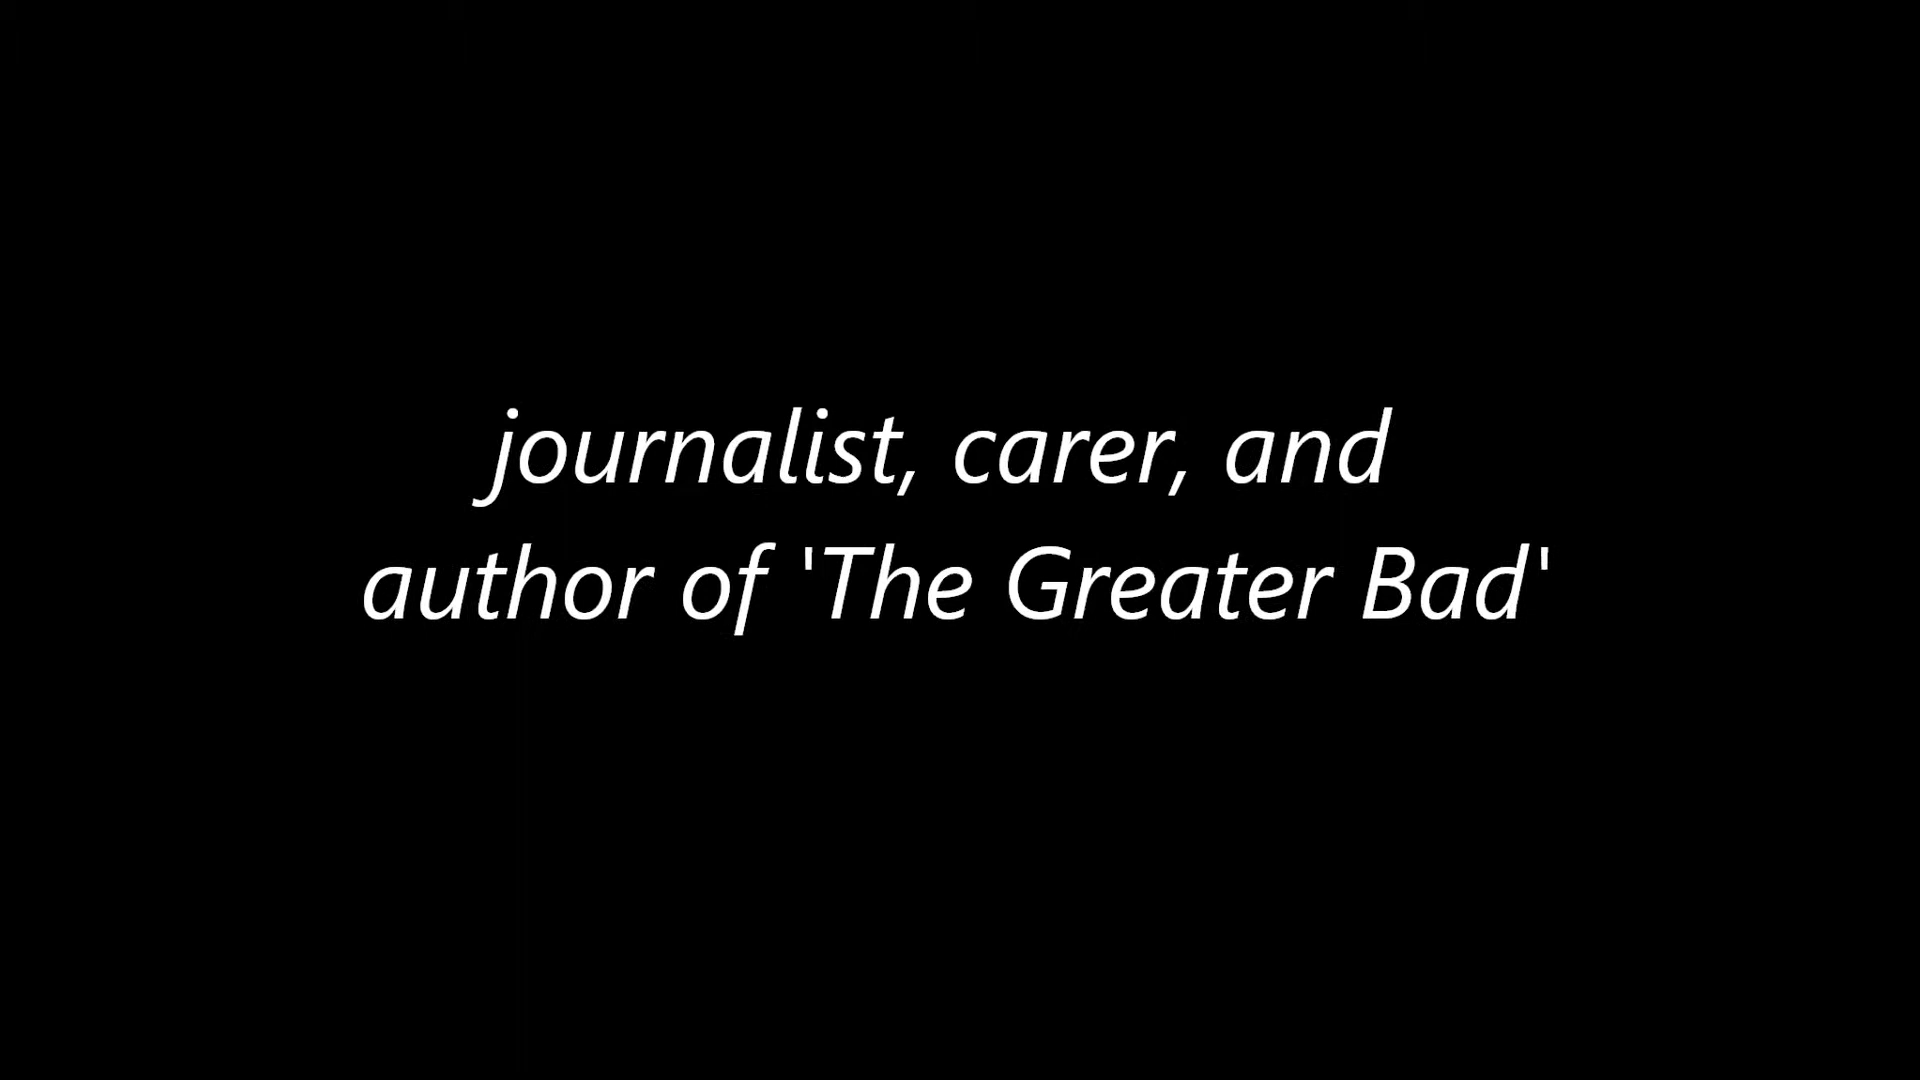 journalist, carer, and
author of 'The Greater Bad'